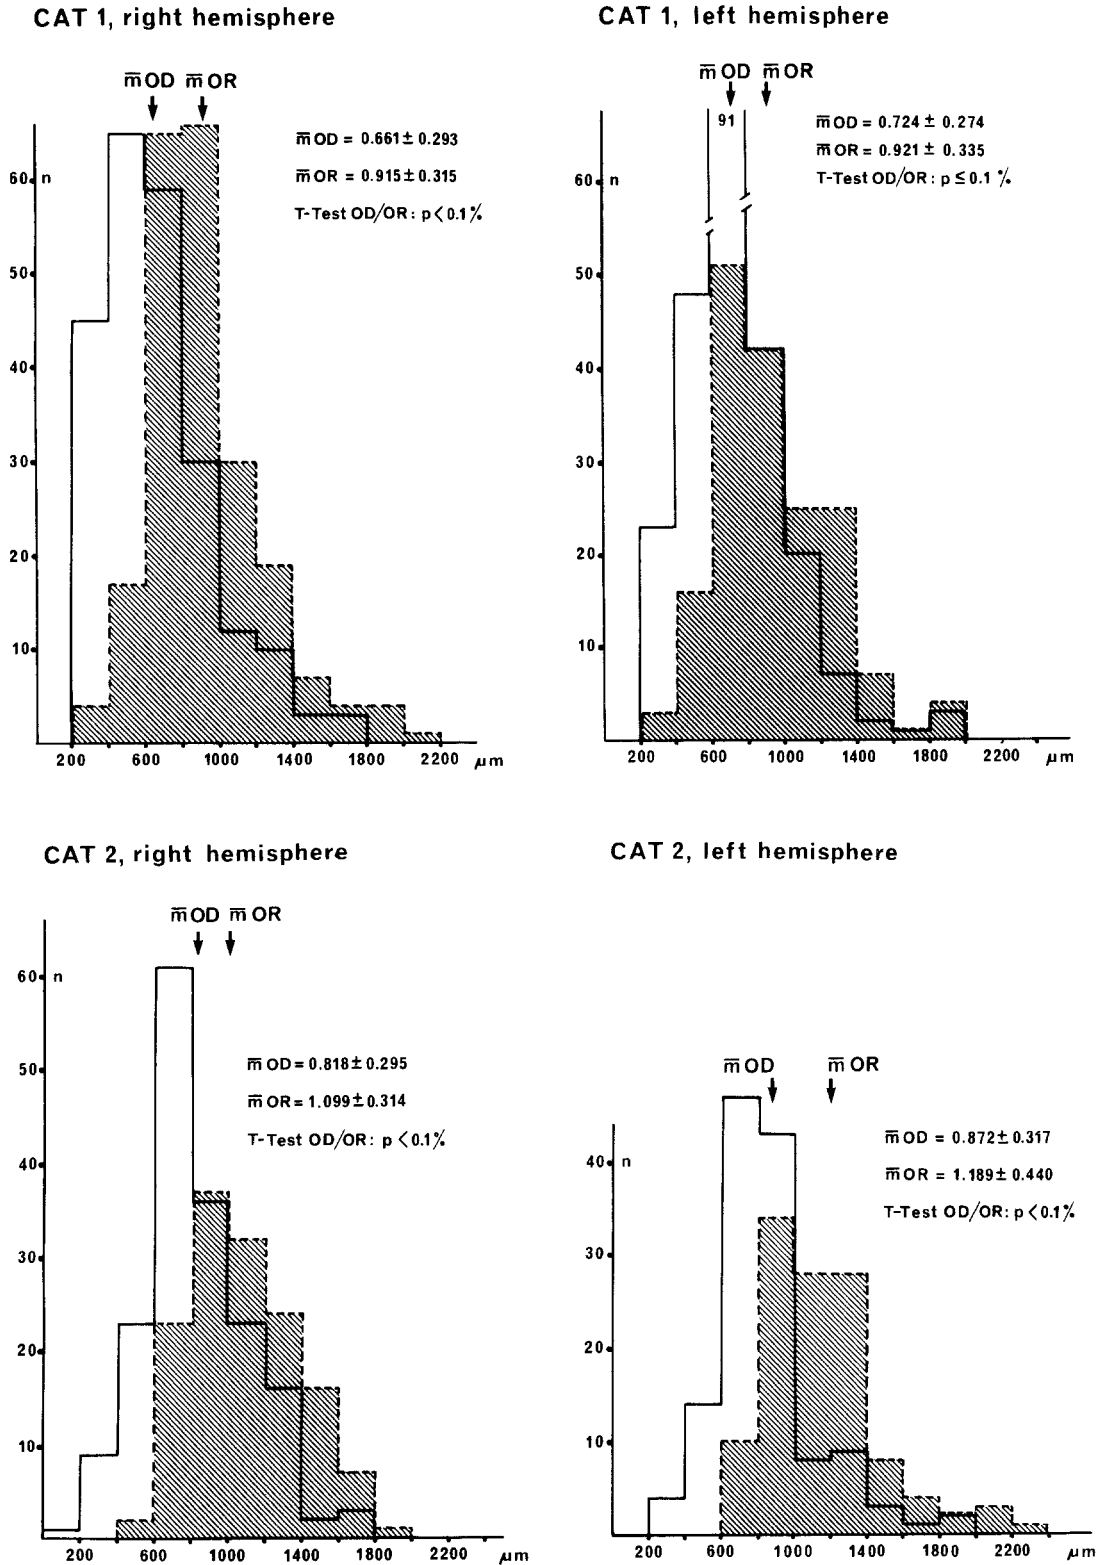 CAT 1, right hemisphere
m̅ OD m̅ OR
m̅ OD = 0.661 ± 0.293
m̅ OR = 0.915 ± 0.315
T-Test OD/OR: p < 0.1 %
60 n
50
40
30
20
10
200 600 1000 1400 1800 2200 μm
CAT 1, left hemisphere
m̅ OD m̅ OR
91
m̅ OD = 0.724 ± 0.274
m̅ OR = 0.921 ± 0.335
T-Test OD/OR: p ≤ 0.1 %
60 n
50
40
30
20
10
200 600 1000 1400 1800 2200 μm
CAT 2, right hemisphere
m̅ OD m̅ OR
60 n
m̅ OD = 0.818 ± 0.295
m̅ OR = 1.099 ± 0.314
T-Test OD/OR: p < 0.1 %
50
40
30
20
10
200 600 1000 1400 1800 2200 μm
CAT 2, left hemisphere
m̅ OD m̅ OR
m̅ OD = 0.872 ± 0.317
m̅ OR = 1.189 ± 0.440
T-Test OD/OR: p < 0.1 %
40 n
30
20
10
200 600 1000 1400 1800 2200 μm